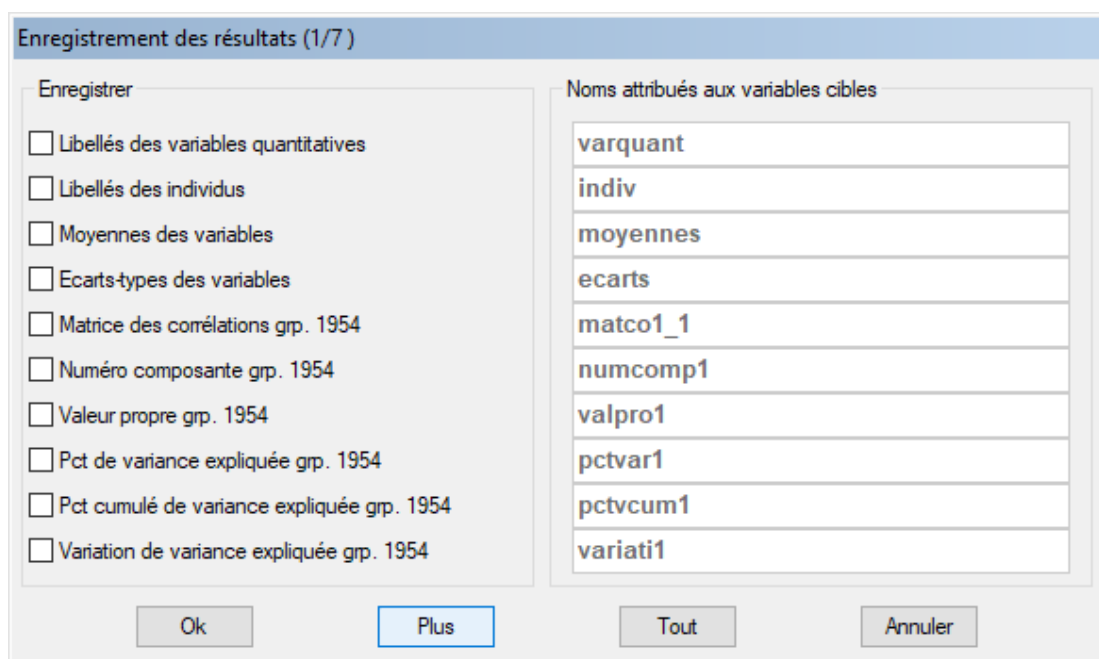 Enregistrement des résultats (1/7 )
Enregistrer
Noms attribués aux variables cibles
Libellés des variables quantitatives
varquant
Libellés des individus
indiv
Moyennes des variables
moyennes
Ecarts-types des variables
ecarts
Matrice des corrélations grp. 1954
matco1_1
Numéro composante grp. 1954
numcomp1
Valeur propre grp. 1954
valpro1
Pct de variance expliquée grp. 1954
pctvar1
Pct cumulé de variance expliquée grp. 1954
pctvcum1
Variation de variance expliquée grp. 1954
variati1
Ok
Plus
Tout
Annuler